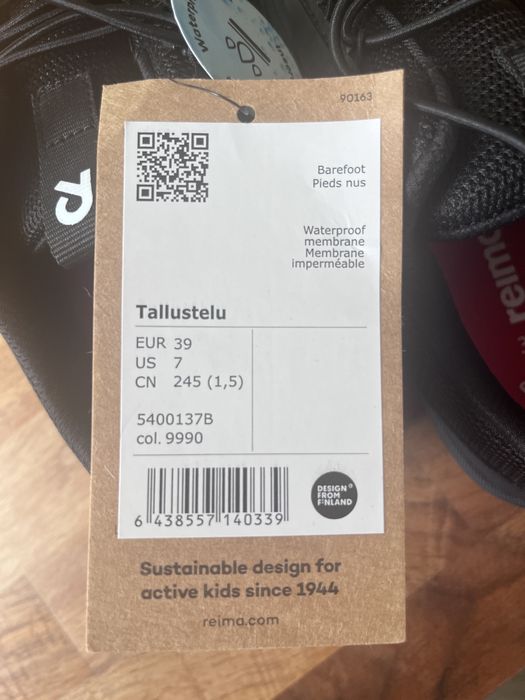 90163
Barefoot
Pieds nus
Waterproof
membrane
Membrane
imperméable
Tallustelu
EUR 39
US 7
CN 245 (1,5)
5400137B
col. 9990
6 438557 140339
DESIGN
FROM
FINLAND
Sustainable design for
active kids since 1944
reima.com